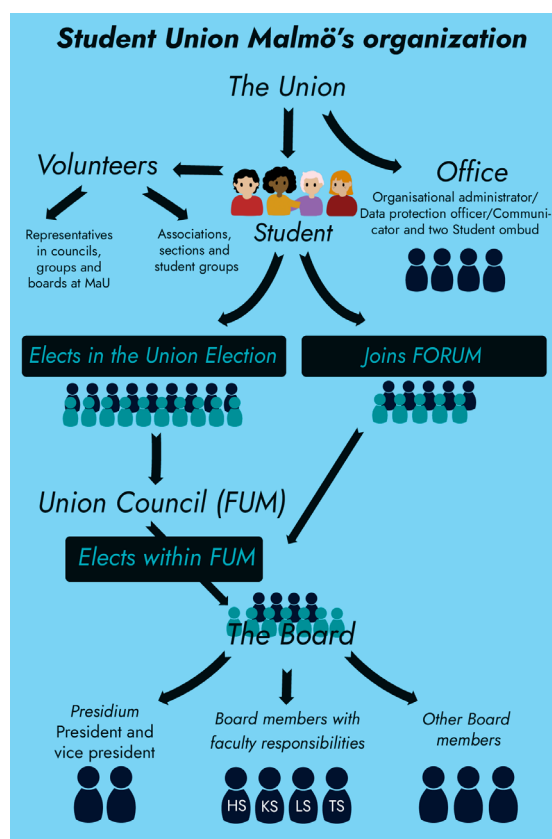 Student Union Malmö's organization
The Union
Volunteers
Office
Organisational administrator/
Data protection officer/Communi-
cator and two Student ombud
Representatives
in councils,
groups and
boards at MaU
Associations,
sections and
student groups
Student
Elects in the Union Election
Joins FORUM
Union Council (FUM)
Elects within FUM
The Board
Presidium
President and
vice president
Board members with
faculty responsibilities
HS KS LS TS
Other Board
members